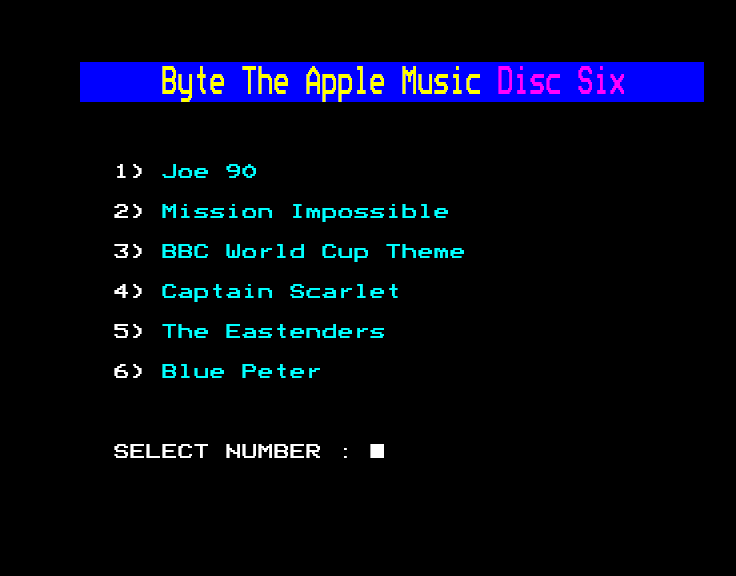 Byte The Apple Music Disc Six
1) Joe 90
2) Mission Impossible
3) BBC World Cup Theme
4) Captain Scarlet
5) The Eastenders
6) Blue Peter
SELECT NUMBER :